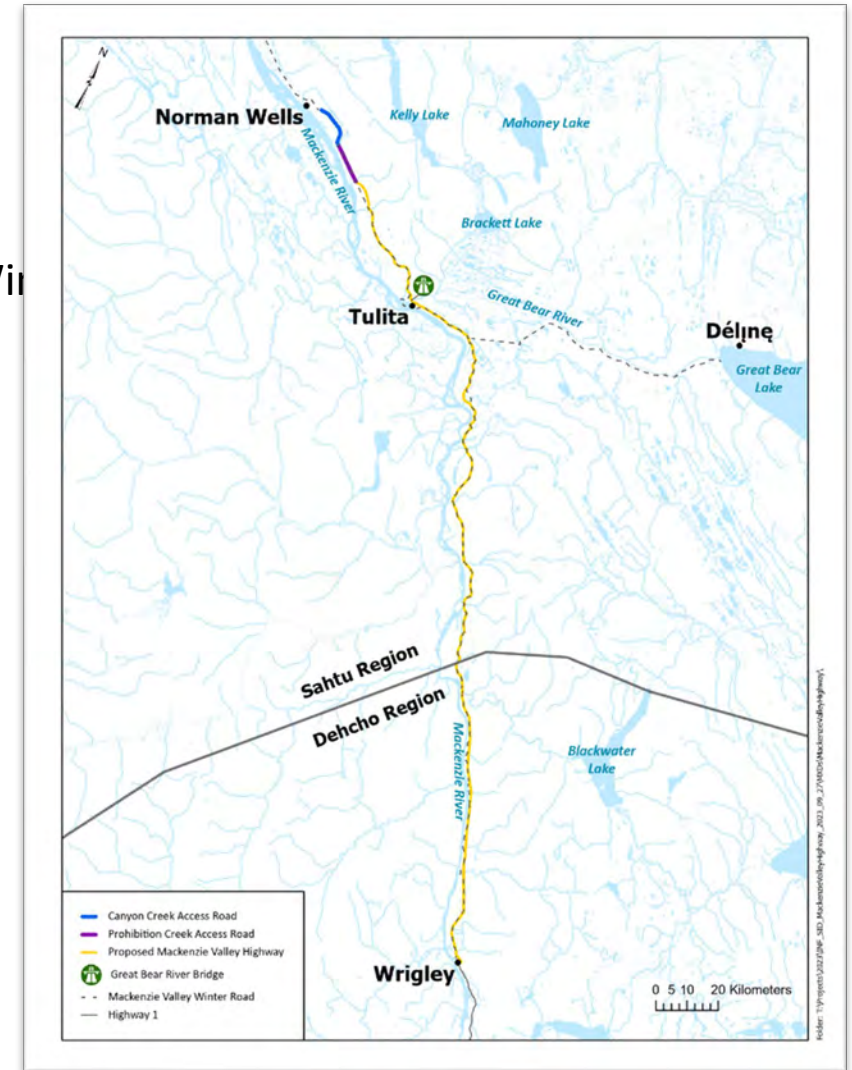 N
Norman Wells
Kelly Lake
Mahoney Lake
Mackenzie River
Brackett Lake
Tulita
Great Bear River
Délı̨nę
Great Bear
Lake
Sahtu Region
Dehcho Region
Mackenzie River
Blackwater
Lake
Wrigley
Canyon Creek Access Road
Prohibition Creek Access Road
Proposed Mackenzie Valley Highway
Great Bear River Bridge
Mackenzie Valley Winter Road
Highway 1
0 5 10 20 Kilometers